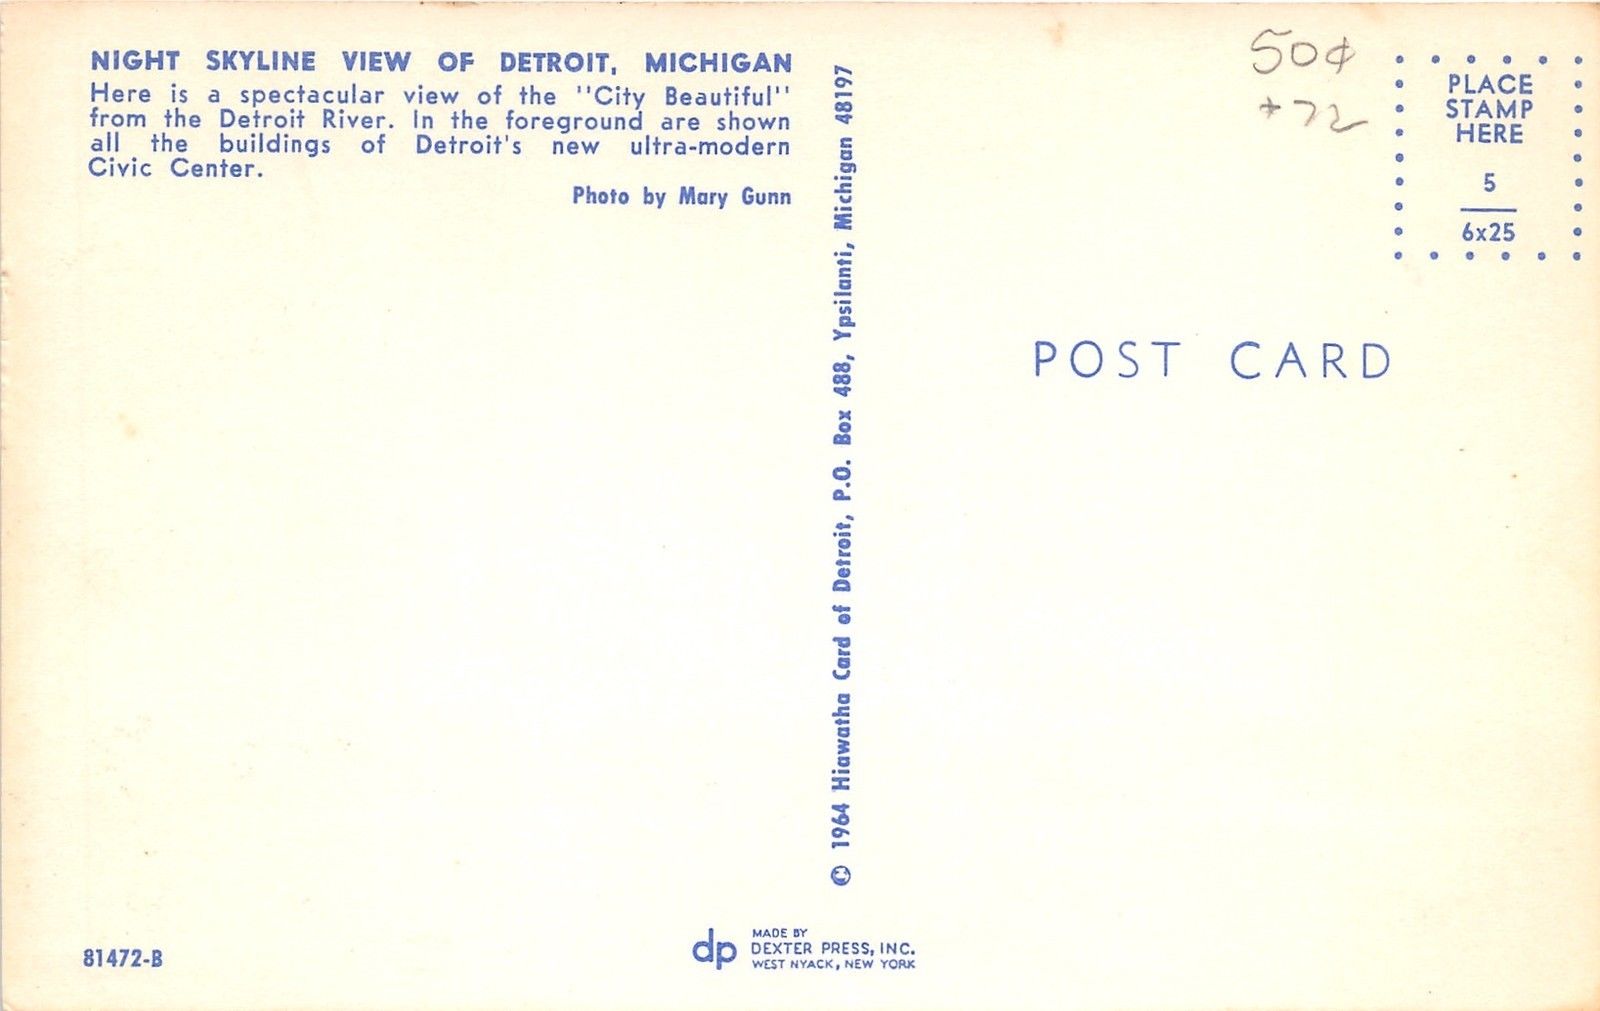 NIGHT SKYLINE VIEW OF DETROIT, MICHIGAN
Here is a spectacular view of the "City Beautiful"
from the Detroit River. In the foreground are shown
all the buildings of Detroit's new ultra-modern
Civic Center.
Photo by Mary Gunn
© 1964 Hiawatha Card of Detroit, P.O. Box 488, Ypsilanti, Michigan 48197
50¢
PLACE
STAMP
HERE
5
6x25
POST CARD
81472-B
dp
MADE BY
DEXTER PRESS, INC.
WEST NYACK, NEW YORK